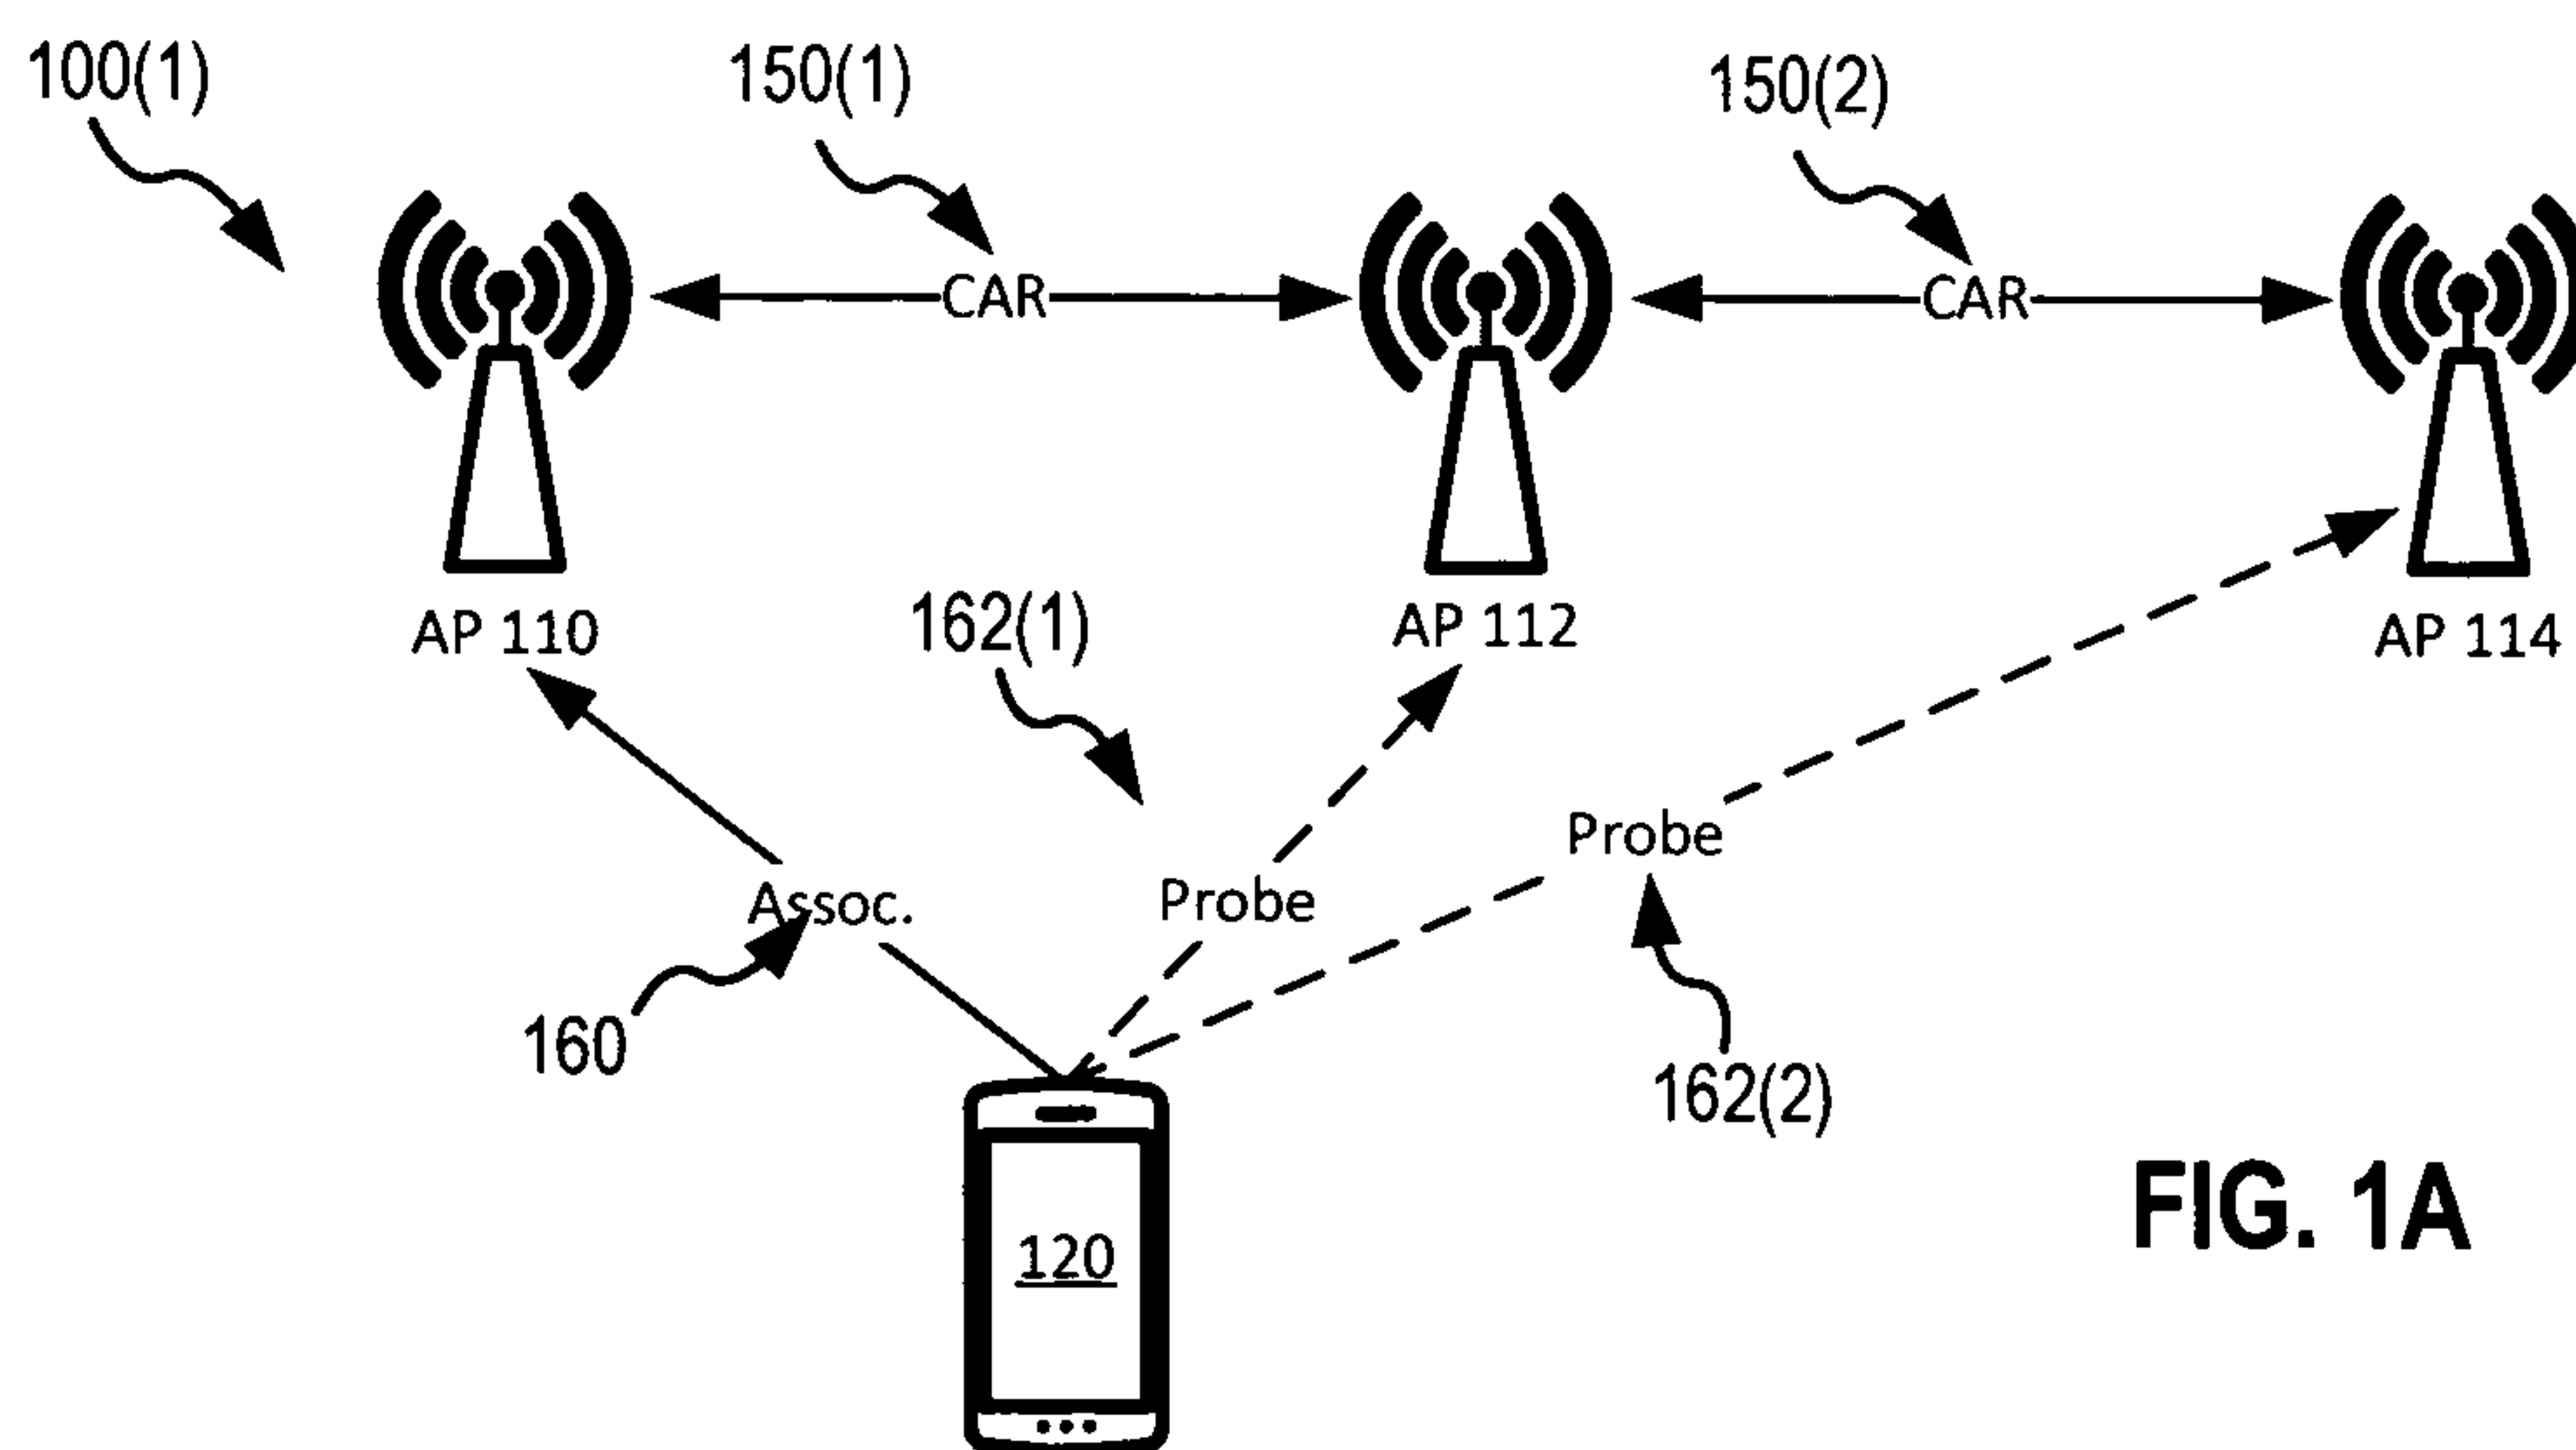 100(1)
150(1)
150(2)
CAR
CAR
AP 110
162(1)
AP 112
AP 114
Probe
Assoc.
Probe
160
162(2)
120
FIG. 1A